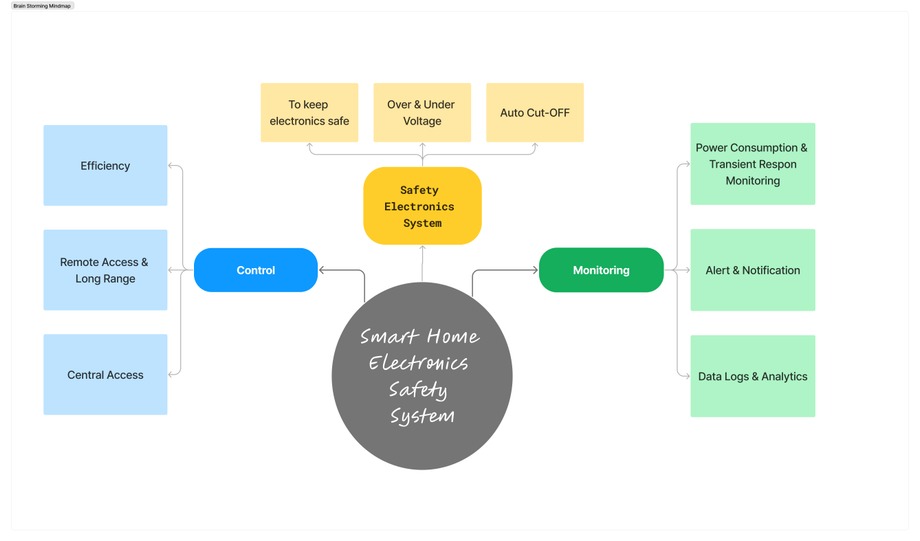 Brain Storming Mindmap
To keep
electronics safe
Over & Under
Voltage
Auto Cut-OFF
Efficiency
Remote Access &
Long Range
Central Access
Control
Safety
Electronics
System
Monitoring
Power Consumption &
Transient Respon
Monitoring
Alert & Notification
Data Logs & Analytics
Smart Home
Electronics
Safety
System